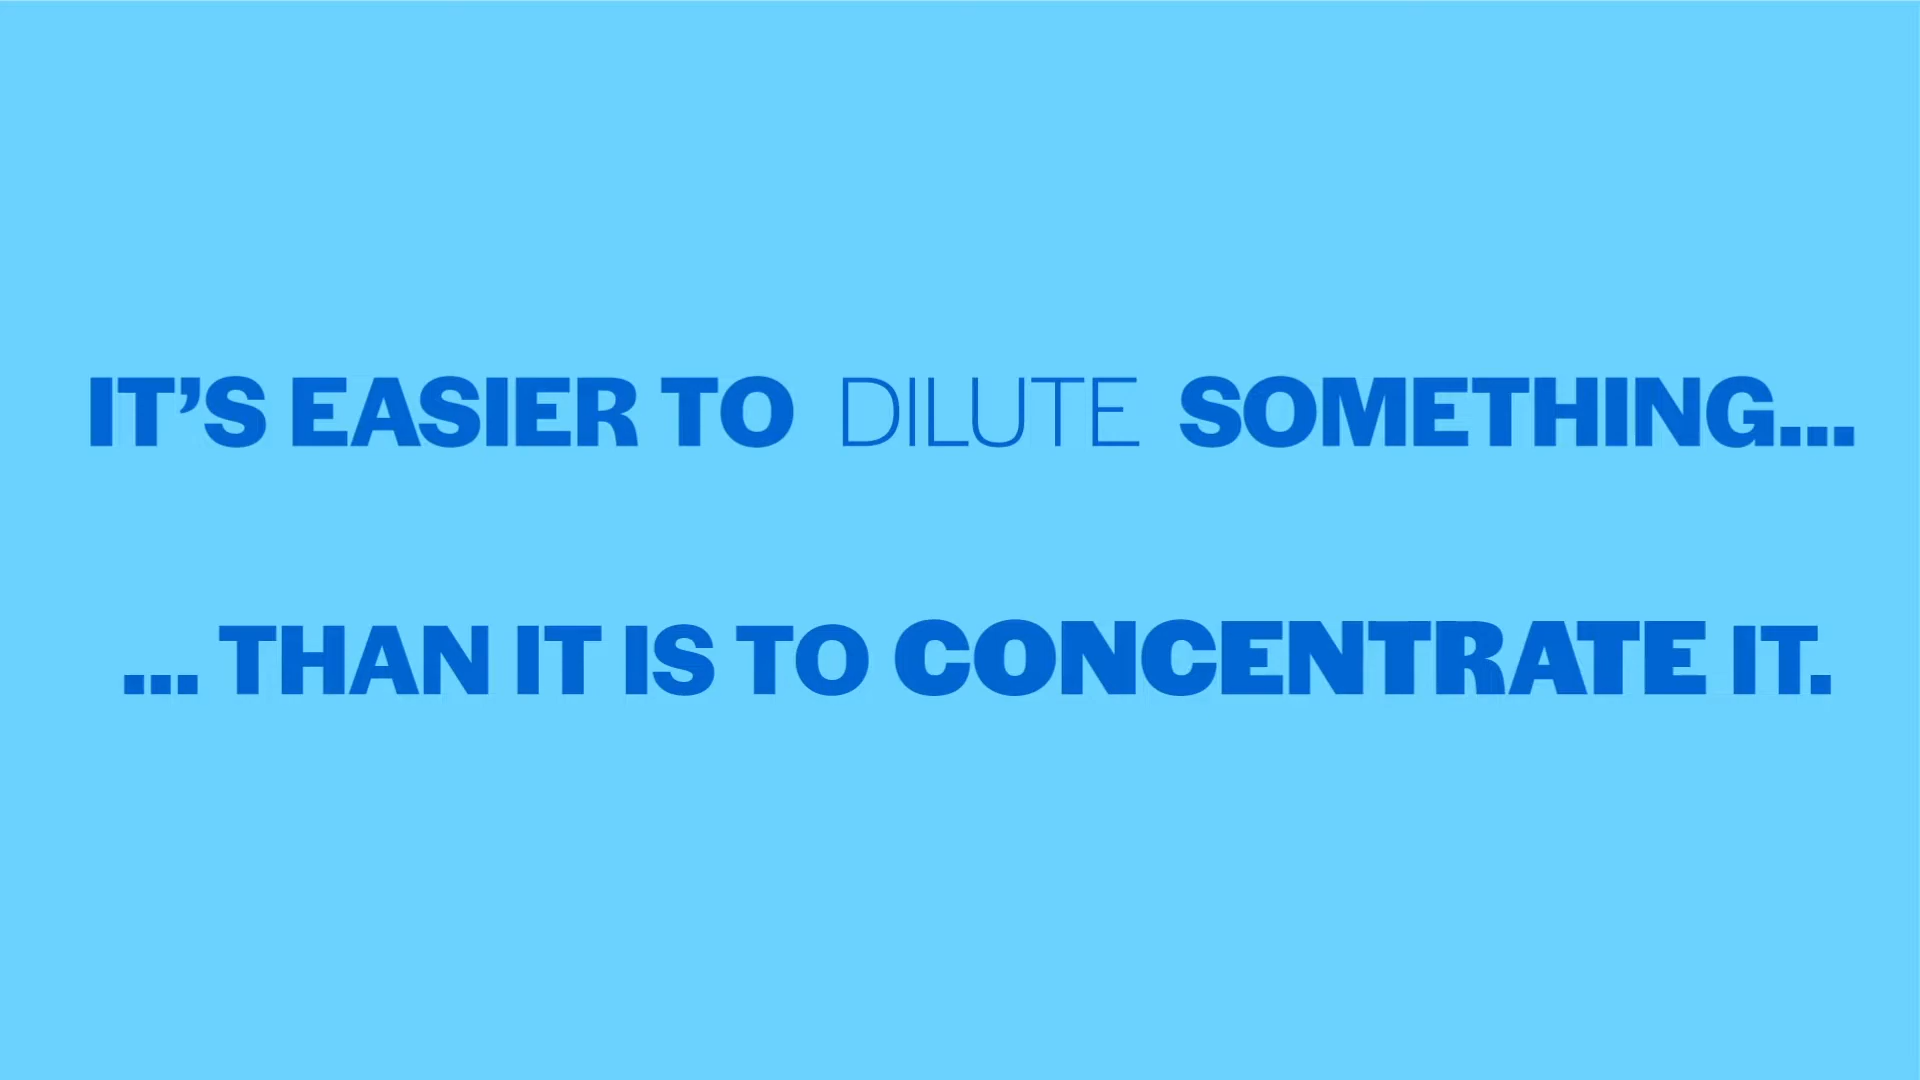 IT’S EASIER TO DILUTE SOMETHING...
... THAN IT IS TO CONCENTRATE IT.